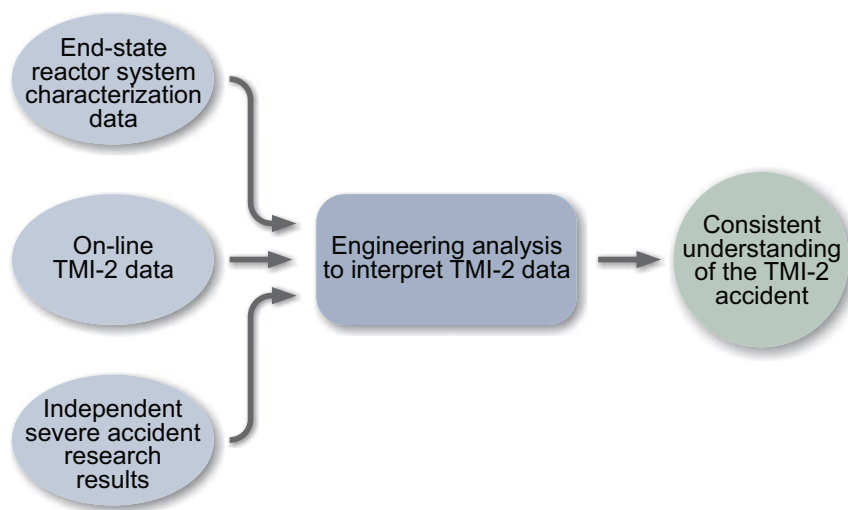 End-state
reactor system
characterization
data
On-line
TMI-2 data
Independent
severe accident
research
results
Engineering analysis
to interpret TMI-2 data
Consistent
understanding
of the TMI-2
accident